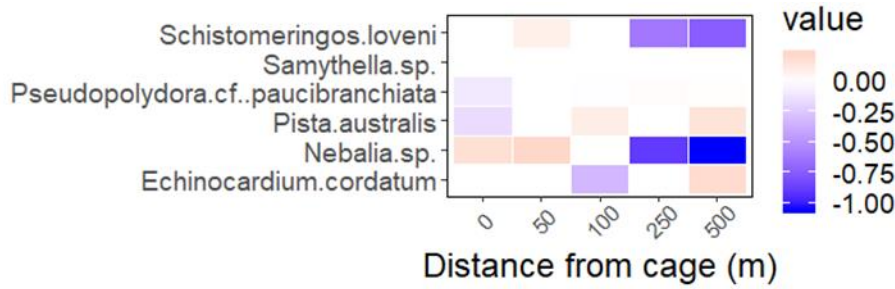 Schistomeringos.loveni
Samythella.sp.
Pseudopolydora.cf..paucibranchiata
Pista.australis
Nebalia.sp.
Echinocardium.cordatum
0 50 100 250 500
Distance from cage (m)
value
0.00
-0.25
-0.50
-0.75
-1.00